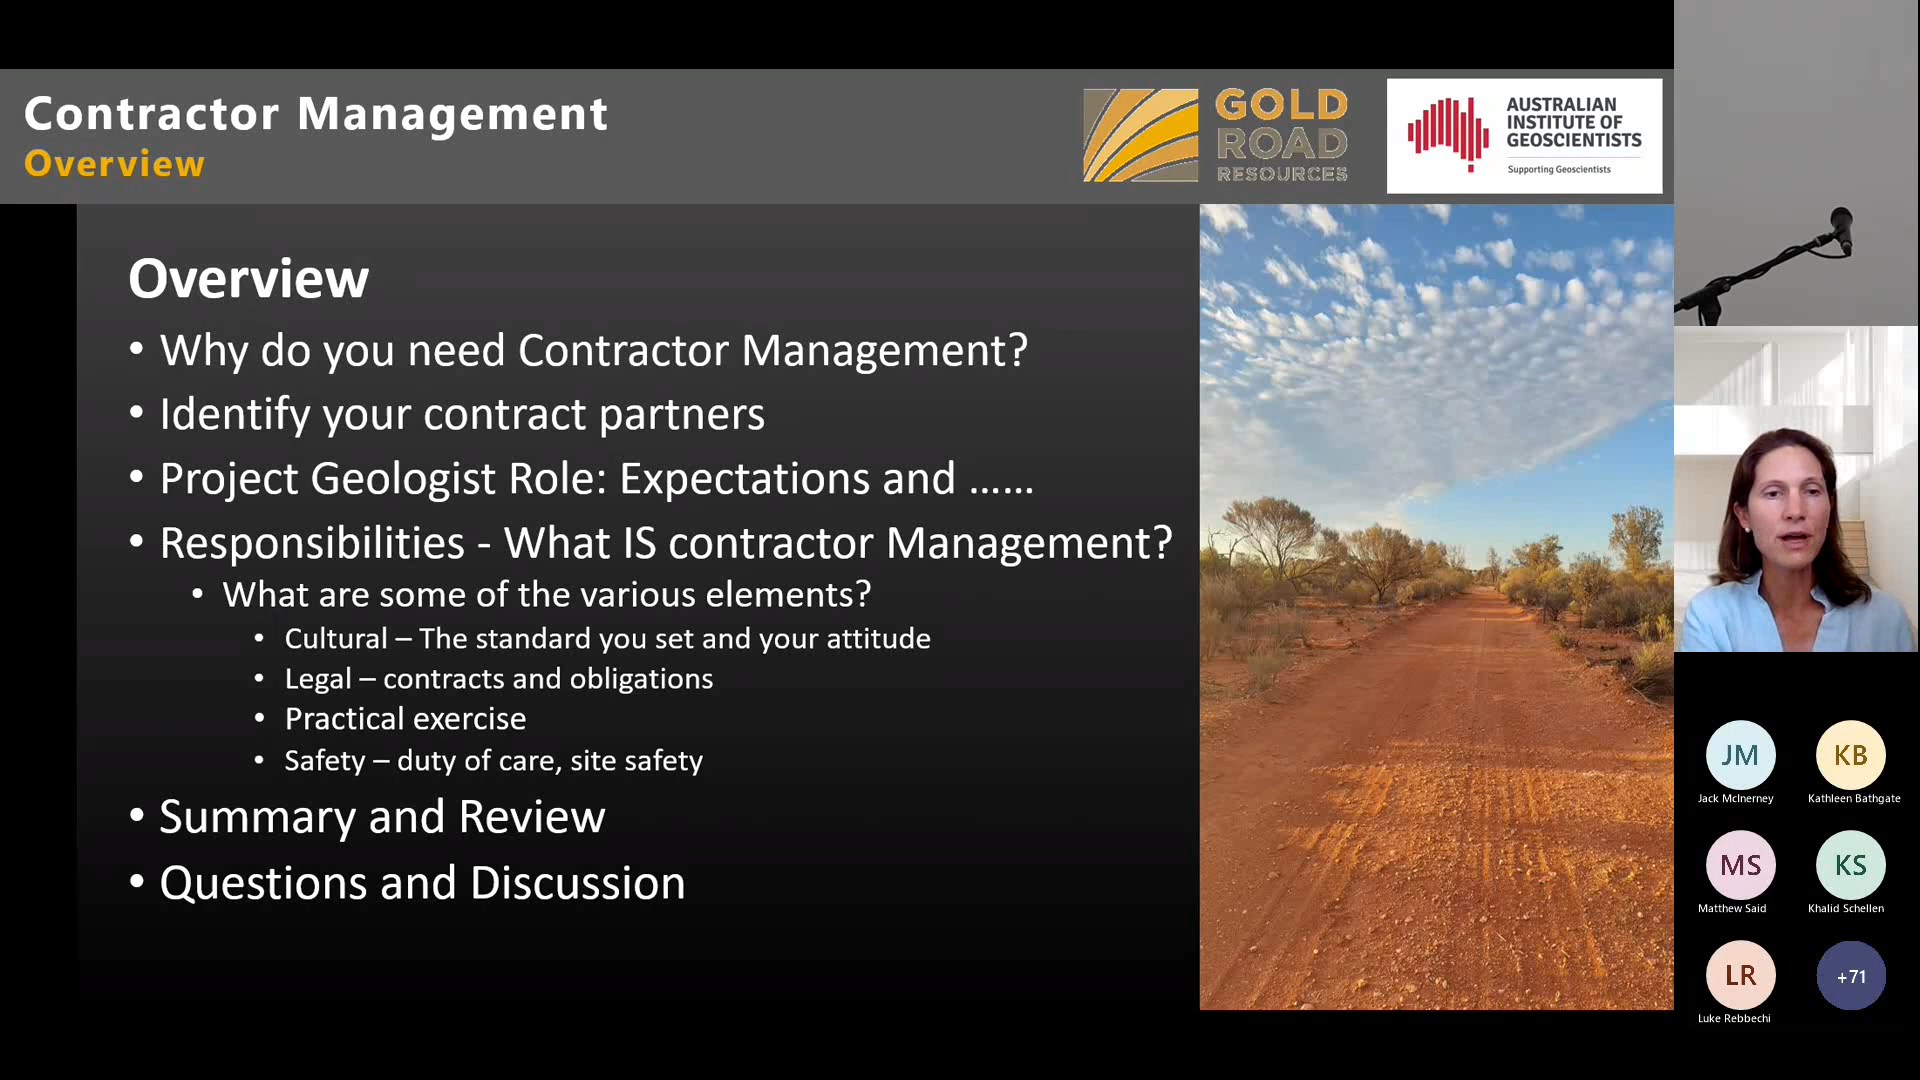 Contractor Management
Overview
GOLD
ROAD
RESOURCES
AUSTRALIAN
INSTITUTE OF
GEOSCIENTISTS
Supporting Geoscientists
Overview
• Why do you need Contractor Management?
• Identify your contract partners
• Project Geologist Role: Expectations and ......
• Responsibilities - What IS contractor Management?
• What are some of the various elements?
• Cultural – The standard you set and your attitude
• Legal – contracts and obligations
• Practical exercise
• Safety – duty of care, site safety
• Summary and Review
• Questions and Discussion
JM
Jack McInerney
KB
Kathleen Bathgate
MS
Matthew Said
KS
Khalid Schellen
LR
Luke Rebbechi
+71